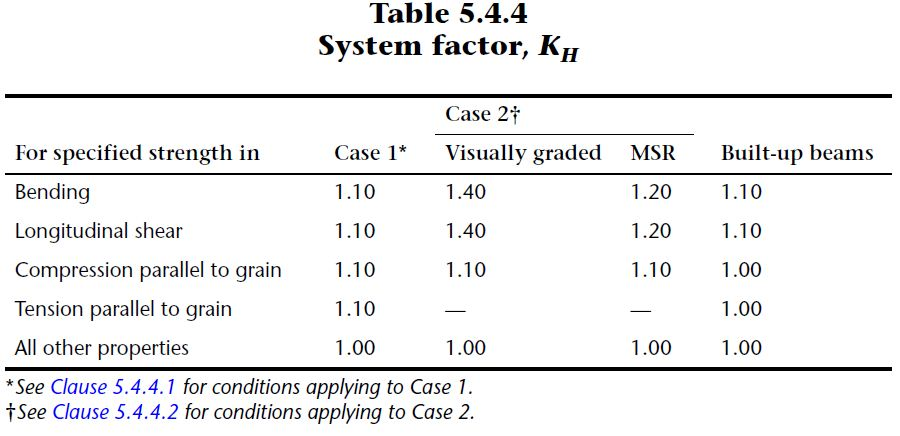 Table 5.4.4
System factor, K_H
Case 2†
For specified strength in Case 1* Visually graded MSR Built-up beams
Bending 1.10 1.40 1.20 1.10
Longitudinal shear 1.10 1.40 1.20 1.10
Compression parallel to grain 1.10 1.10 1.10 1.00
Tension parallel to grain 1.10 — — 1.00
All other properties 1.00 1.00 1.00 1.00
*See Clause 5.4.4.1 for conditions applying to Case 1.
†See Clause 5.4.4.2 for conditions applying to Case 2.